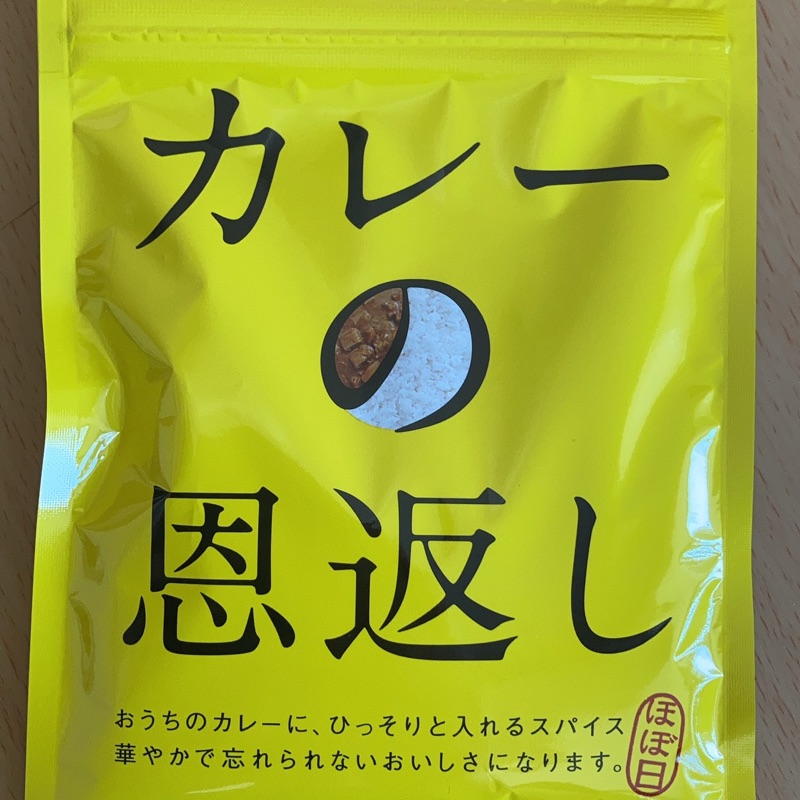 カレー
の
恩返し
おうちのカレーに、ひっそりと入れるスパイス
華やかで忘れられないおいしさになります。
ほぼ日